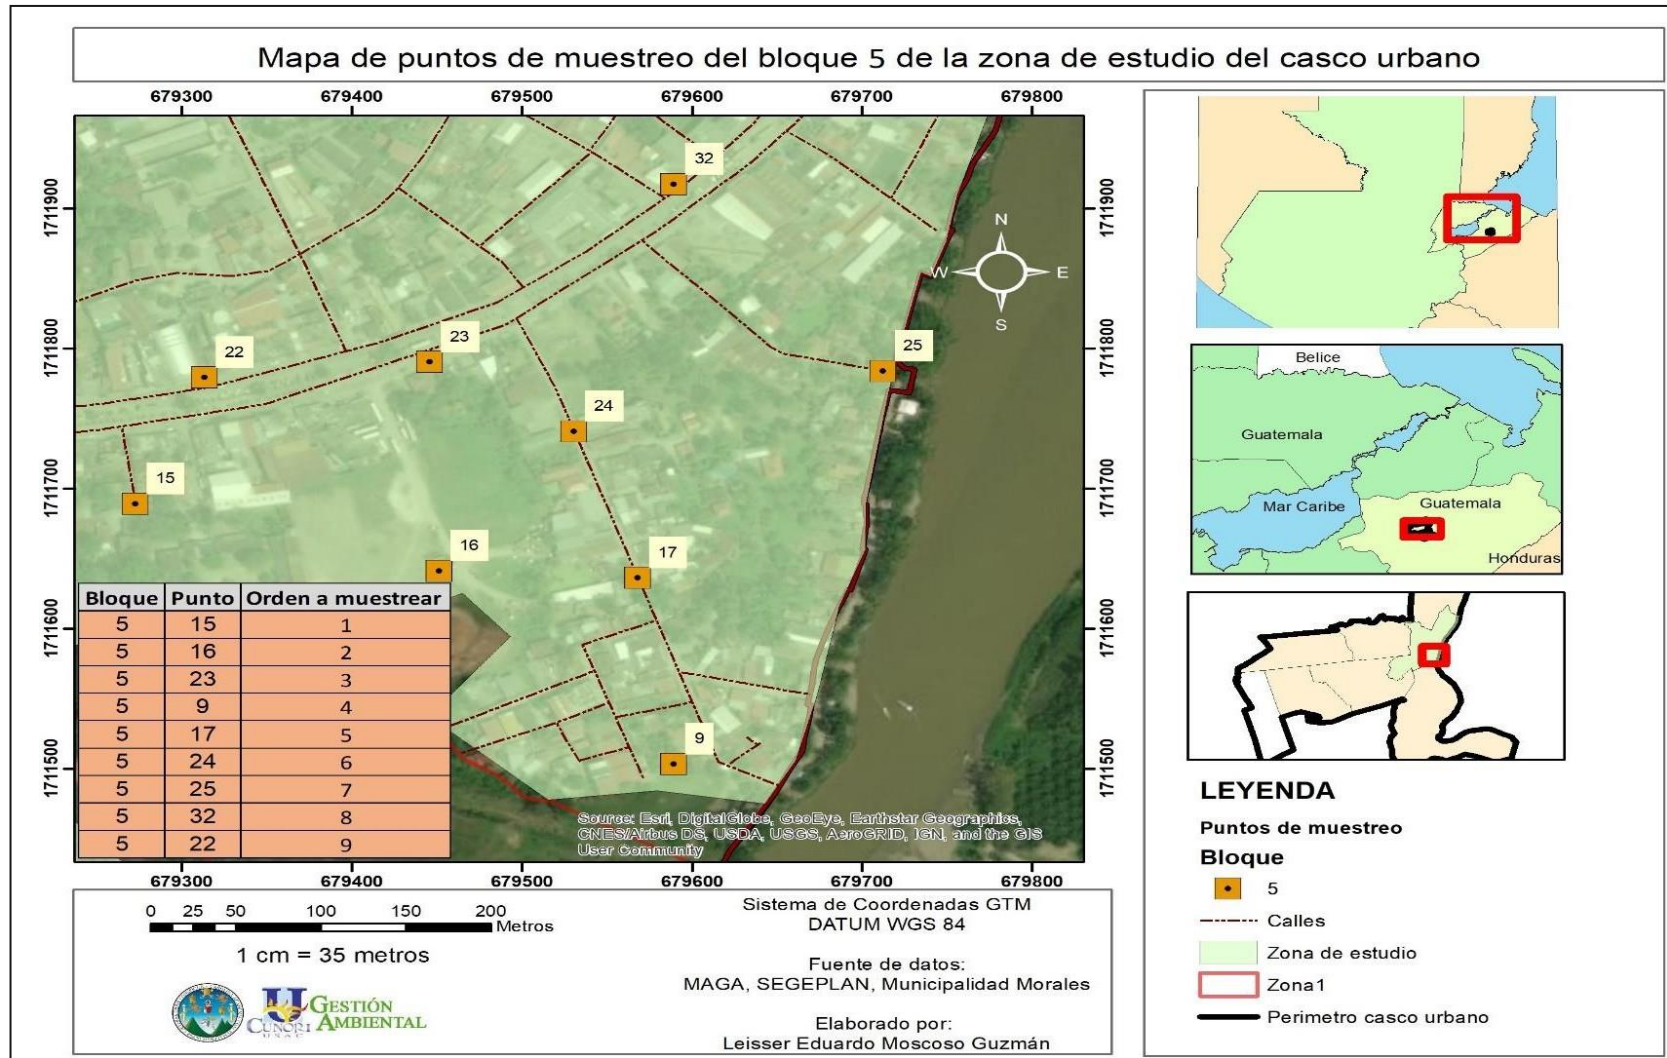 Mapa de puntos de muestreo del bloque 5 de la zona de estudio del casco urbano
679300 679400 679500 679600 679700 679800
1711900
1711800
1711700
1711600
1711500
1711900
1711800
1711700
1711600
1711500
32
N
W E
S
22
23
25
24
15
16
17
9
Bloque Punto Orden a muestrear
5 15 1
5 16 2
5 23 3
5 9 4
5 17 5
5 24 6
5 25 7
5 32 8
5 22 9
Source: Esri, DigitalGlobe, GeoEye, Earthstar Geographics,
CNES/Airbus DS, USDA, USGS, AeroGRID, IGN, and the GIS
User Community
679300 679400 679500 679600 679700 679800
0 25 50 100 150 200
Metros
1 cm = 35 metros
CUNORI
USAC
GESTIÓN
AMBIENTAL
Sistema de Coordenadas GTM
DATUM WGS 84
Fuente de datos:
MAGA, SEGEPLAN, Municipalidad Morales
Elaborado por:
Leisser Eduardo Moscoso Guzmán
Belice
Guatemala
Mar Caribe
Guatemala
Honduras
LEYENDA
Puntos de muestreo
Bloque
5
Calles
Zona de estudio
Zona1
Perimetro casco urbano